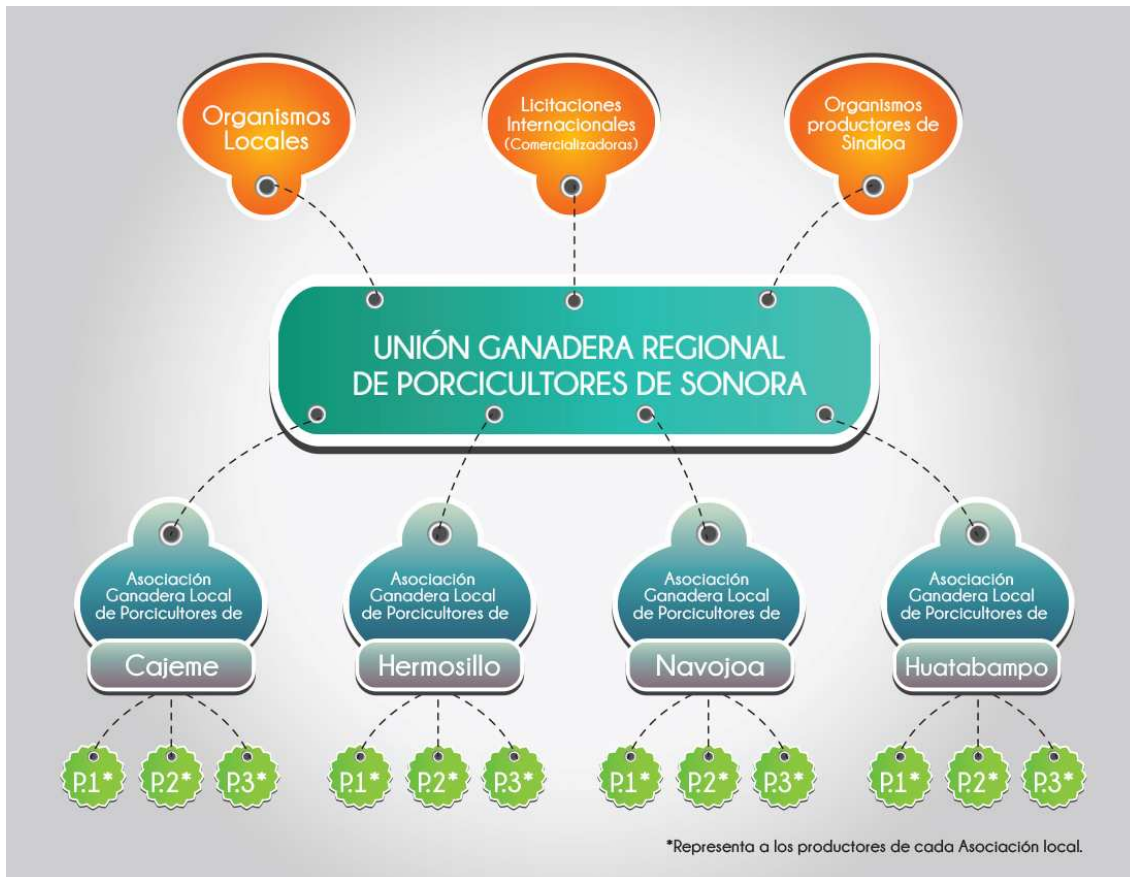 Organismos
Locales
Licitaciones
Internacionales
(Comercializadoras)
Organismos
productores de
Sinaloa
UNIÓN GANADERA REGIONAL
DE PORCICULTORES DE SONORA
Asociación
Ganadera Local
de Porcicultores de
Cajeme
Asociación
Ganadera Local
de Porcicultores de
Hermosillo
Asociación
Ganadera Local
de Porcicultores de
Navojoa
Asociación
Ganadera Local
de Porcicultores de
Huatabampo
P.1* P.2* P.3*
P.1* P.2* P.3*
P.1* P.2* P.3*
P.1* P.2* P.3*
*Representa a los productores de cada Asociación local.